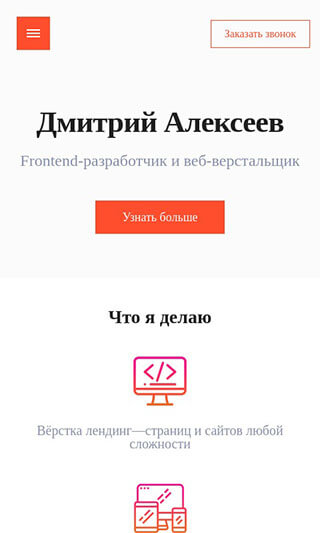 Заказать звонок
Дмитрий Алексеев
Frontend-разработчик и веб-верстальщик
Узнать больше
Что я делаю
Вёрстка лендинг—страниц и сайтов любой
сложности